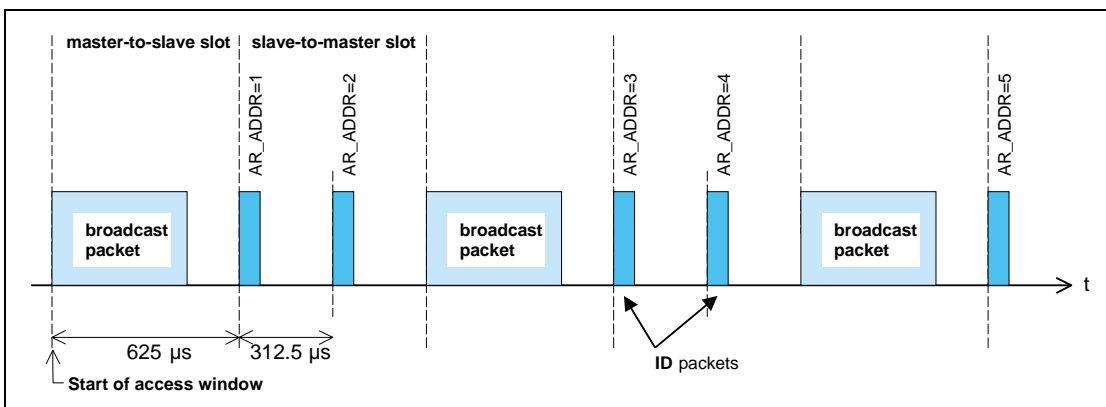 master-to-slave slot
slave-to-master slot
AR_ADDR=1
AR_ADDR=2
AR_ADDR=3
AR_ADDR=4
AR_ADDR=5
broadcast
packet
broadcast
packet
broadcast
packet
t
625 µs
312.5 µs
ID packets
Start of access window